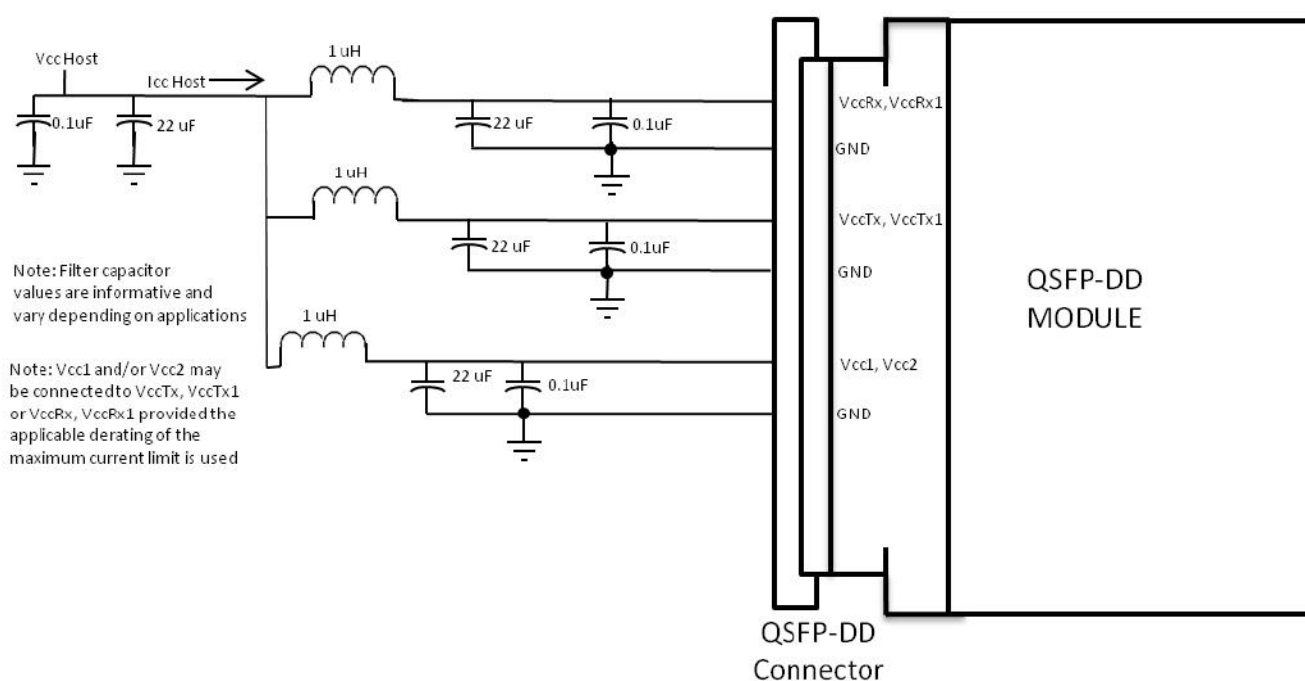 1 uH
Vcc Host
Icc Host
0.1uF
22 uF
22 uF
0.1uF
VccRx, VccRx1
GND
1 uH
VccTx, VccTx1
22 uF
0.1uF
GND
Note: Filter capacitor
values are informative and
vary depending on applications
QSFP-DD
MODULE
1 uH
Vcc1, Vcc2
22 uF
0.1uF
GND
Note: Vcc1 and/or Vcc2 may
be connected to VccTx, VccTx1
or VccRx, VccRx1 provided the
applicable derating of the
maximum current limit is used
QSFP-DD
Connector